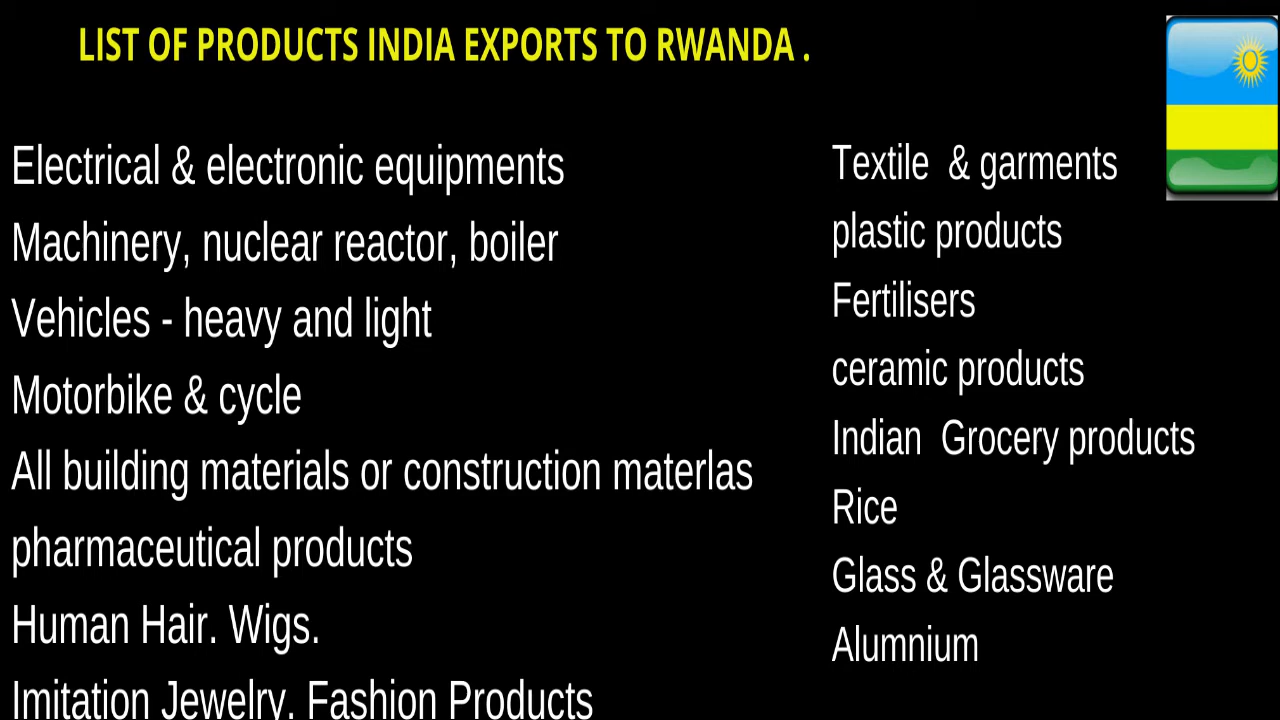 LIST OF PRODUCTS INDIA EXPORTS TO RWANDA .
Electrical & electronic equipments
Machinery, nuclear reactor, boiler
Vehicles - heavy and light
Motorbike & cycle
All building materials or construction materlas
pharmaceutical products
Human Hair. Wigs.
Imitation Jewelry. Fashion Products
Textile & garments
plastic products
Fertilisers
ceramic products
Indian Grocery products
Rice
Glass & Glassware
Alumnium